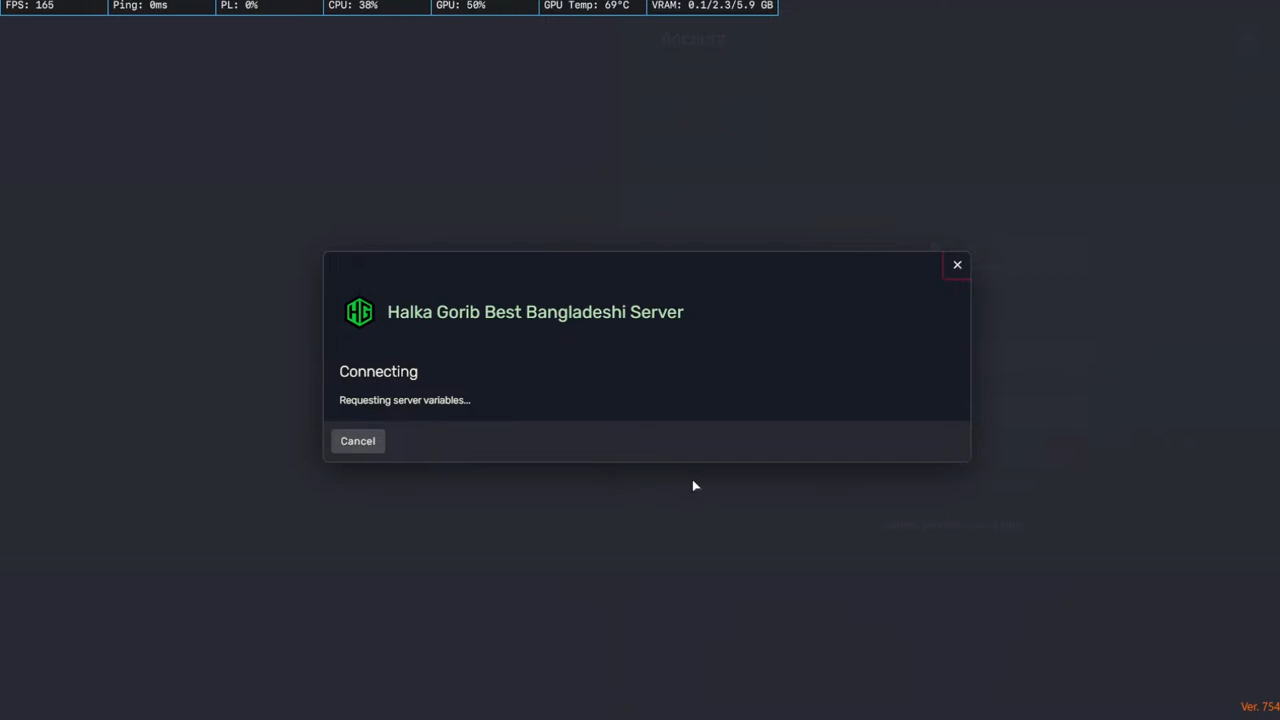 FPS: 165 Ping: 0ms PL: 0% CPU: 38% GPU: 50% GPU Temp: 69°C VRAM: 0.1/2.3/5.9 GB
HG Halka Gorib Best Bangladeshi Server
Connecting
Requesting server variables...
Cancel
Ver. 754